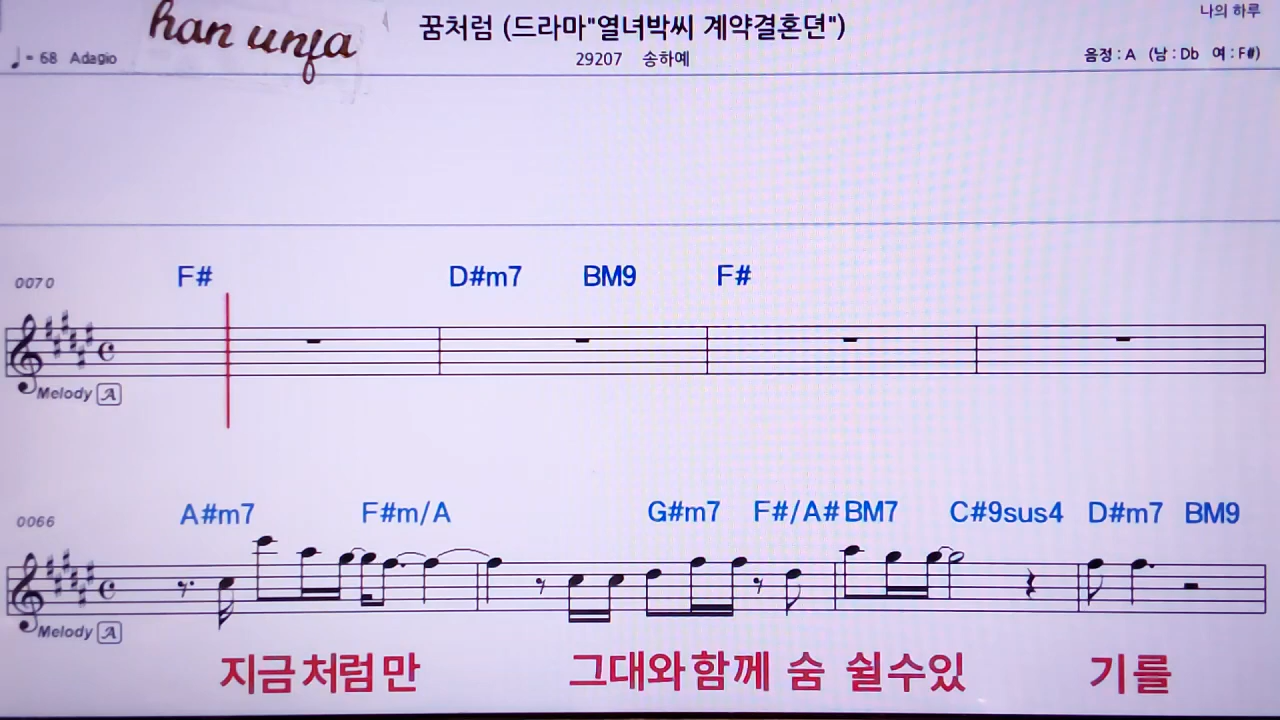 han unfa
나의 하루
꿈처럼 (드라마"열녀박씨 계약결혼뎐")
♩= 68 Adagio
29207 송하예
음정 : A (남 : Db 여 : F#)
0070
F# D#m7 BM9 F#
Melody A
0066
A#m7 F#m/A G#m7 F#/A# BM7 C#9sus4 D#m7 BM9
Melody A
지금처럼만 그대와함께 숨 쉴수있 기를